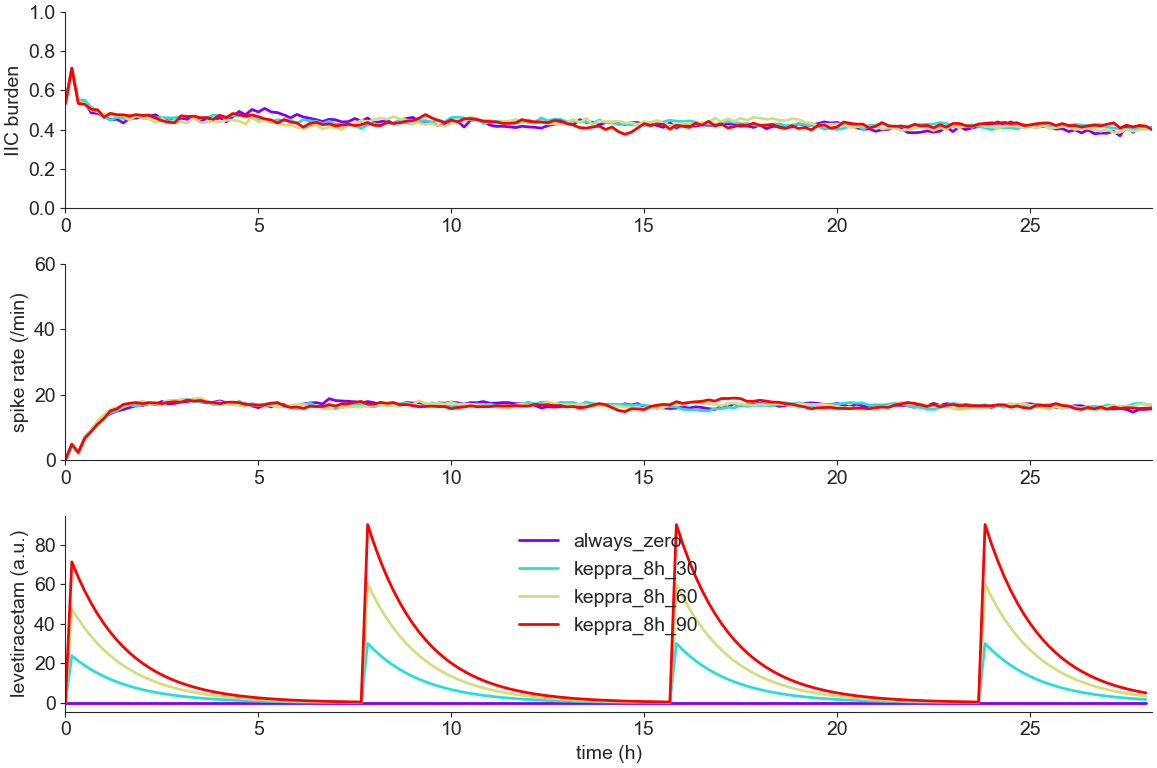 IIC burden
1.0
0.8
0.6
0.4
0.2
0.0
0 5 10 15 20 25
spike rate (/min)
60
40
20
0
0 5 10 15 20 25
levetiracetam (a.u.)
80
60
40
20
0
always_zero
keppra_8h_30
keppra_8h_60
keppra_8h_90
0 5 10 15 20 25
time (h)